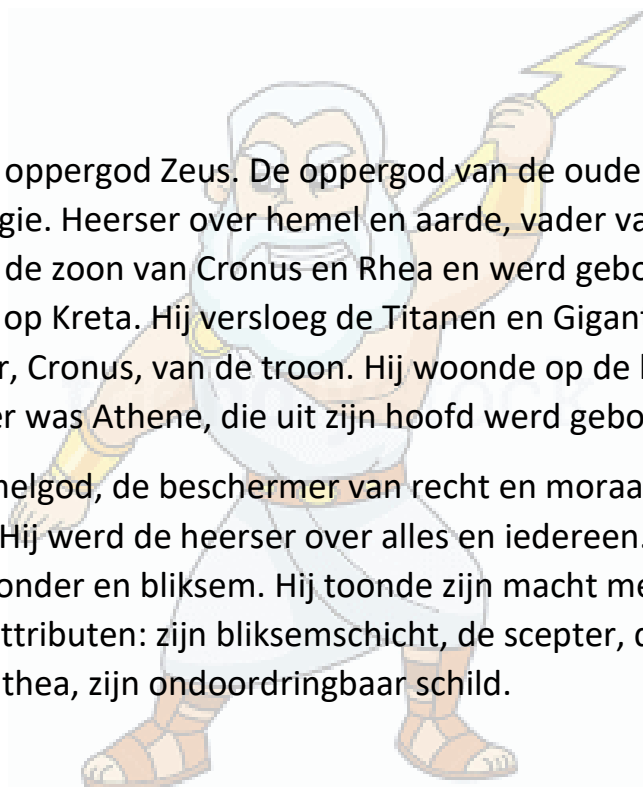 oppergod Zeus. De oppergod van de oude
gie. Heerser over hemel en aarde, vader va
de zoon van Cronus en Rhea en werd gebo
op Kreta. Hij versloeg de Titanen en Gigant
r, Cronus, van de troon. Hij woonde op de
er was Athene, die uit zijn hoofd werd gebo
nelgod, de beschermer van recht en moraa
Hij werd de heerser over alles en iedereen.
onder en bliksem. Hij toonde zijn macht me
ttributen: zijn bliksemschicht, de scepter, d
thea, zijn ondoordringbaar schild.